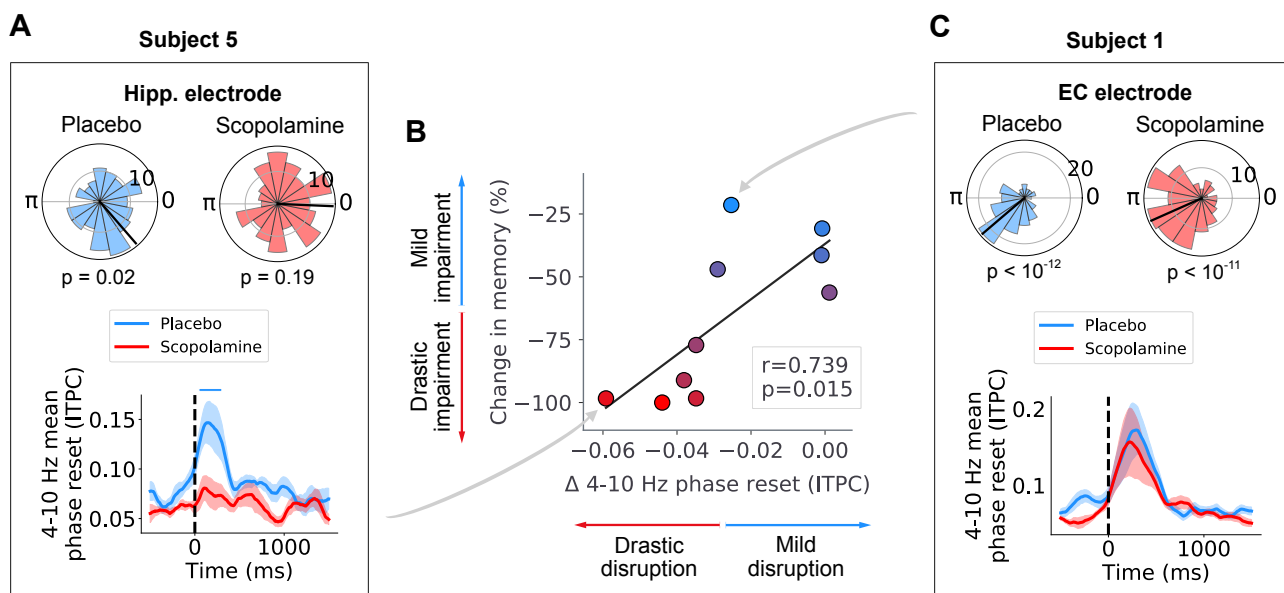 A
Subject 5
Hipp. electrode
Placebo
Scopolamine
10
π
0
p = 0.02
10
π
0
p = 0.19
Placebo
Scopolamine
4-10 Hz mean
phase reset (ITPC)
0.15
0.10
0.05
0
1000
Time (ms)
B
Mild
impairment
Drastic
impairment
Change in memory (%)
−25
−50
−75
−100
r=0.739
p=0.015
−0.06
−0.04
−0.02
0.00
Δ 4-10 Hz phase reset (ITPC)
Drastic
disruption
Mild
disruption
C
Subject 1
EC electrode
Placebo
Scopolamine
20
π
0
p < 10⁻¹²
10
π
0
p < 10⁻¹¹
Placebo
Scopolamine
4-10 Hz mean
phase reset (ITPC)
0.2
0.1
0
1000
Time (ms)